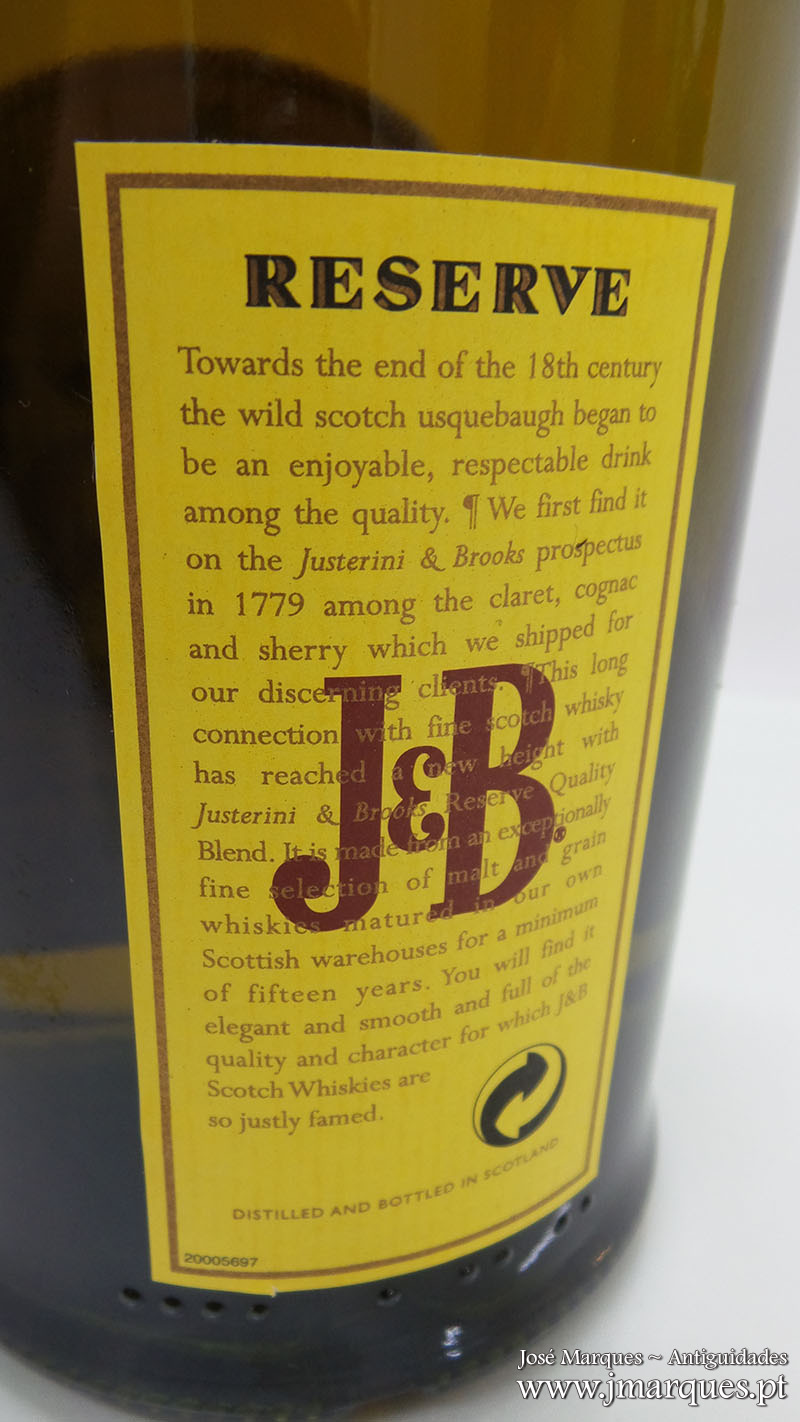 RESERVE
Towards the end of the 18th century
the wild scotch usquebaugh began to
be an enjoyable, respectable drink
among the quality. ¶ We first find it
on the Justerini & Brooks prospectus
in 1779 among the claret, cognac
and sherry which we shipped for
our discerning clients. ¶This long
connection with fine scotch whisky
has reached a new height with
Justerini & Brooks Reserve Quality
Blend. It is made from an exceptionally
fine selection of malt and grain
whiskies matured in our own
Scottish warehouses for a minimum
of fifteen years. You will find it
elegant and smooth and full of the
quality and character for which J&B
Scotch Whiskies are
so justly famed.
J&B
DISTILLED AND BOTTLED IN SCOTLAND
20005697
José Marques ~ Antiguidades
www.jmarques.pt